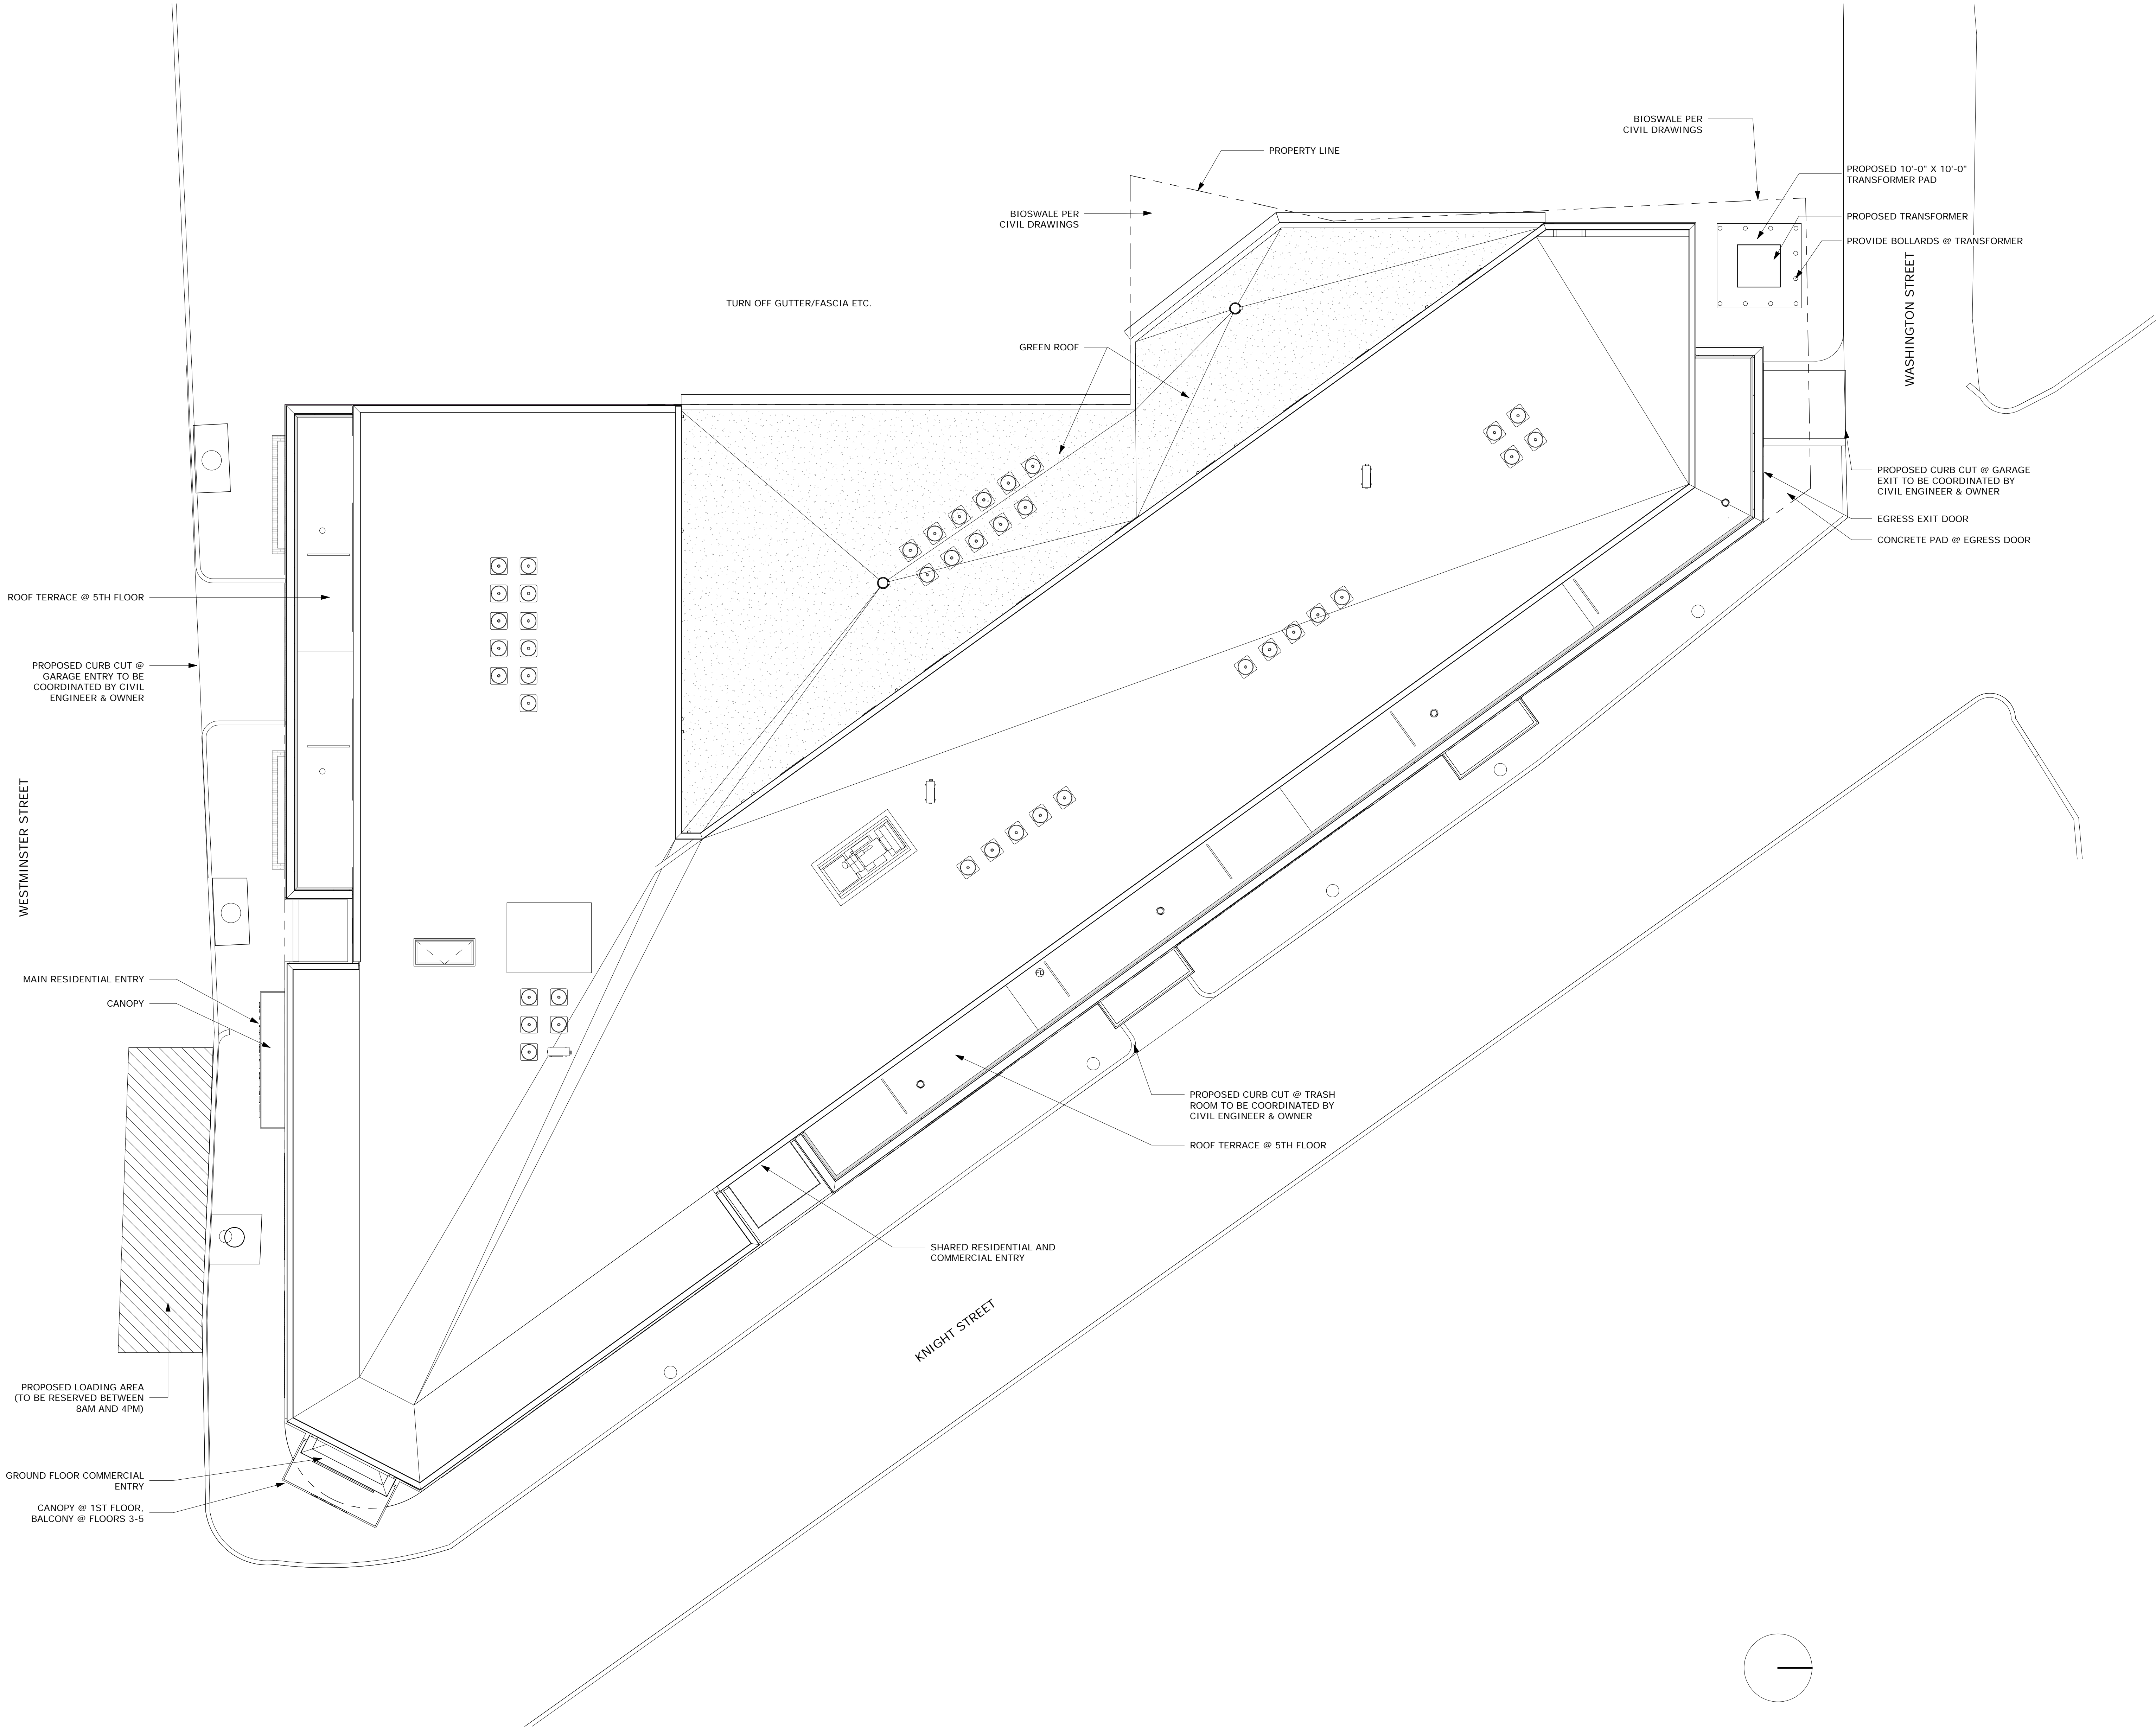 BIOSWALE PER
CIVIL DRAWINGS
PROPERTY LINE
PROPOSED 10'-0" X 10'-0"
TRANSFORMER PAD
BIOSWALE PER
CIVIL DRAWINGS
PROPOSED TRANSFORMER
PROVIDE BOLLARDS @ TRANSFORMER
WASHINGTON STREET
TURN OFF GUTTER/FASCIA ETC.
GREEN ROOF
PROPOSED CURB CUT @ GARAGE
EXIT TO BE COORDINATED BY
CIVIL ENGINEER & OWNER
EGRESS EXIT DOOR
CONCRETE PAD @ EGRESS DOOR
ROOF TERRACE @ 5TH FLOOR
PROPOSED CURB CUT @
GARAGE ENTRY TO BE
COORDINATED BY CIVIL
ENGINEER & OWNER
WESTMINSTER STREET
FD
MAIN RESIDENTIAL ENTRY
CANOPY
PROPOSED CURB CUT @ TRASH
ROOM TO BE COORDINATED BY
CIVIL ENGINEER & OWNER
ROOF TERRACE @ 5TH FLOOR
SHARED RESIDENTIAL AND
COMMERCIAL ENTRY
KNIGHT STREET
PROPOSED LOADING AREA
(TO BE RESERVED BETWEEN
8AM AND 4PM)
GROUND FLOOR COMMERCIAL
ENTRY
CANOPY @ 1ST FLOOR,
BALCONY @ FLOORS 3-5